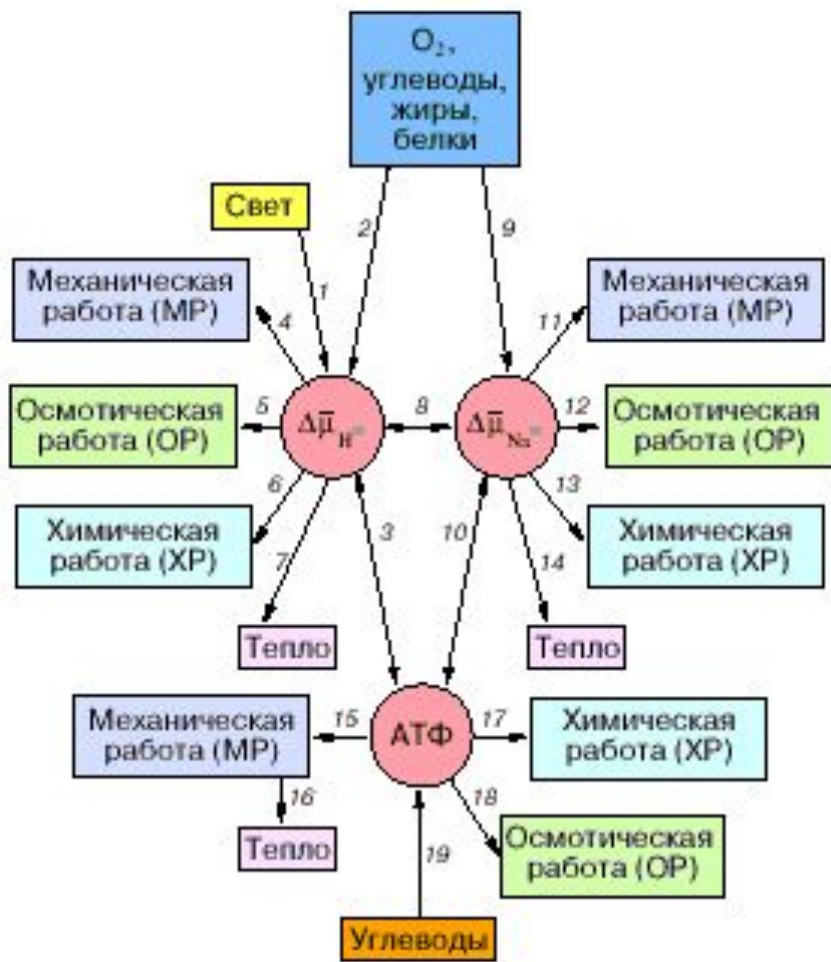 O₂,
углеводы,
жиры,
белки
Свет
2
9
1
Механическая
работа (МР)
4
11
Механическая
работа (МР)
Осмотическая
работа (ОР)
5
Δμ̄ H
8
Δμ̄ Na
12
Осмотическая
работа (ОР)
6
13
Химическая
работа (ХР)
7
3
10
14
Химическая
работа (ХР)
Тепло
Тепло
Механическая
работа (МР)
15
АТФ
17
Химическая
работа (ХР)
16
18
Тепло
19
Осмотическая
работа (ОР)
Углеводы